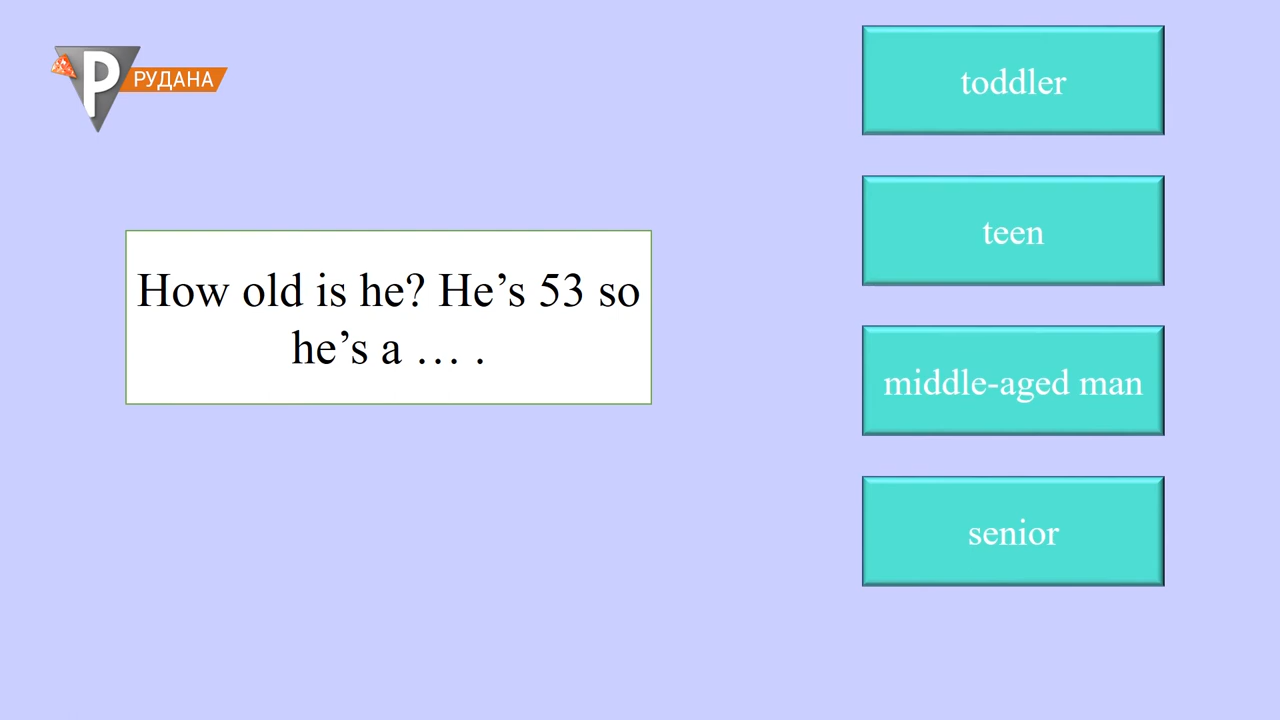 Р РУДАНА
How old is he? He’s 53 so
he’s a … .
toddler
teen
middle-aged man
senior